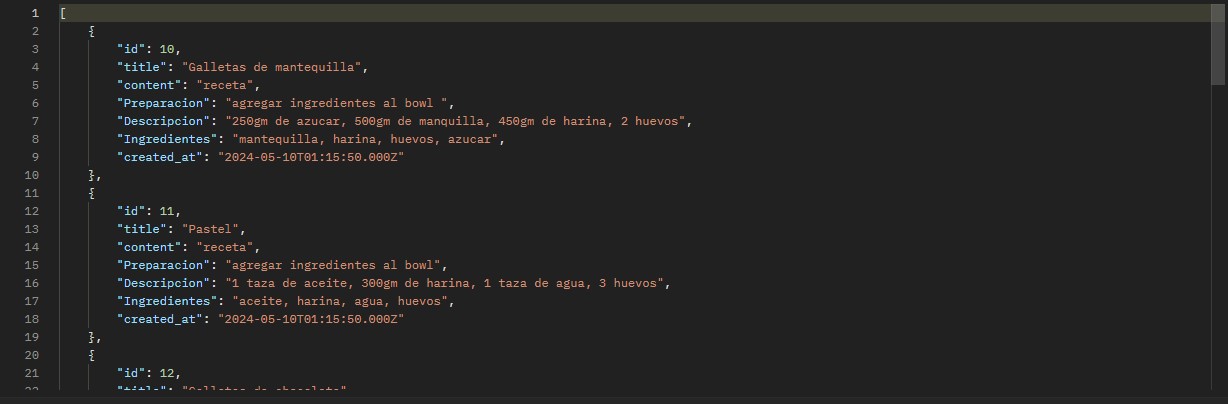 1 [
2 {
3 "id": 10,
4 "title": "Galletas de mantequilla",
5 "content": "receta",
6 "Preparacion": "agregar ingredientes al bowl ",
7 "Descripcion": "250gm de azucar, 500gm de manquilla, 450gm de harina, 2 huevos",
8 "Ingredientes": "mantequilla, harina, huevos, azucar",
9 "created_at": "2024-05-10T01:15:50.000Z"
10 },
11 {
12 "id": 11,
13 "title": "Pastel",
14 "content": "receta",
15 "Preparacion": "agregar ingredientes al bowl",
16 "Descripcion": "1 taza de aceite, 300gm de harina, 1 taza de agua, 3 huevos",
17 "Ingredientes": "aceite, harina, agua, huevos",
18 "created_at": "2024-05-10T01:15:50.000Z"
19 },
20 {
21 "id": 12,
22 "title": "Galletas de chocolate"